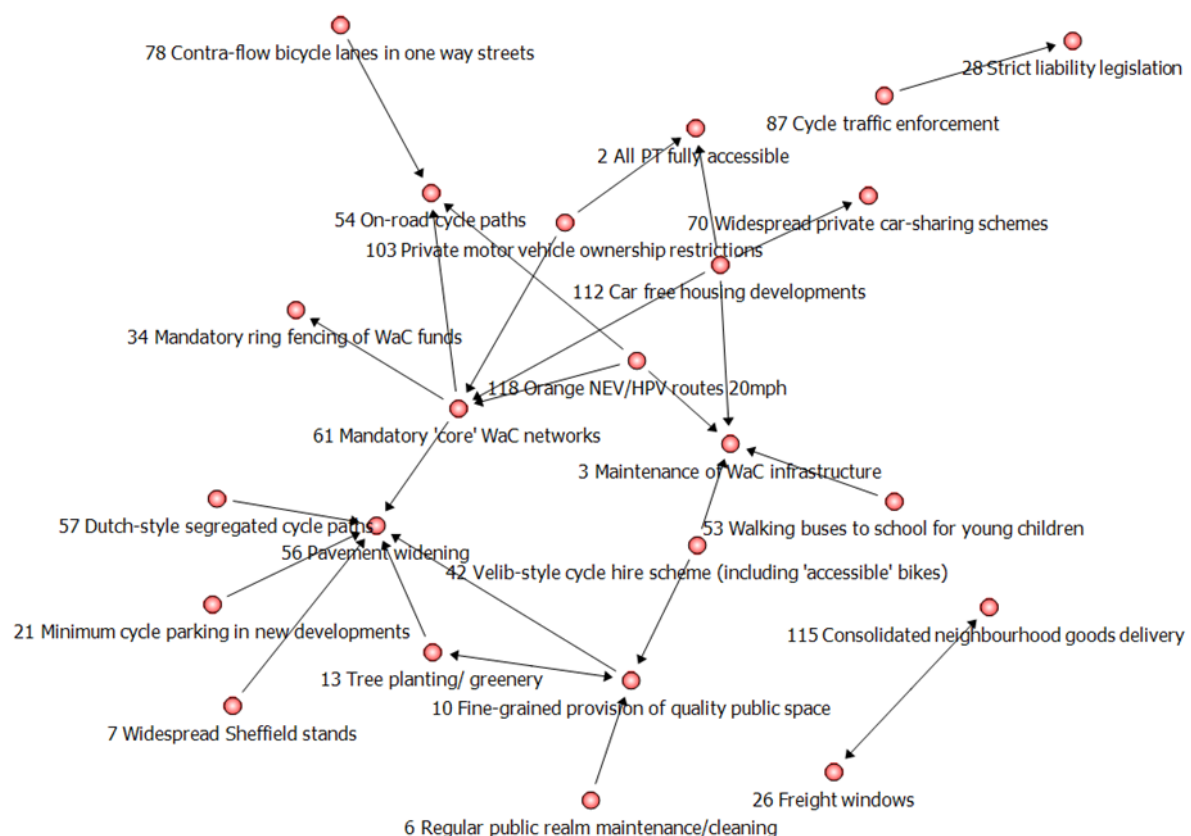 78 Contra-flow bicycle lanes in one way streets
28 Strict liability legislation
87 Cycle traffic enforcement
2 All PT fully accessible
54 On-road cycle paths
70 Widespread private car-sharing schemes
103 Private motor vehicle ownership restrictions
112 Car free housing developments
34 Mandatory ring fencing of WaC funds
118 Orange NEV/HPV routes 20mph
61 Mandatory 'core' WaC networks
3 Maintenance of WaC infrastructure
57 Dutch-style segregated cycle paths
53 Walking buses to school for young children
56 Pavement widening
42 Velib-style cycle hire scheme (including 'accessible' bikes)
21 Minimum cycle parking in new developments
115 Consolidated neighbourhood goods delivery
13 Tree planting/ greenery
10 Fine-grained provision of quality public space
7 Widespread Sheffield stands
26 Freight windows
6 Regular public realm maintenance/cleaning